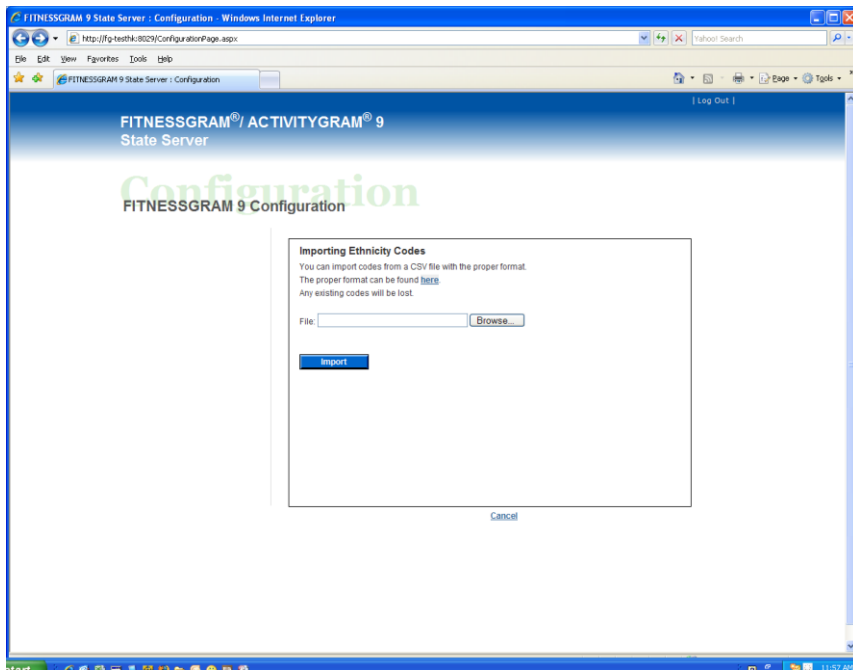 FITNESSGRAM 9 State Server : Configuration - Windows Internet Explorer
http://fg-testhk:8029/ConfigurationPage.aspx
Yahoo! Search
File Edit View Favorites Tools Help
FITNESSGRAM 9 State Server : Configuration
Page Tools
| Log Out |
FITNESSGRAM®/ ACTIVITYGRAM® 9
State Server
Configuration
FITNESSGRAM 9 Configuration
Importing Ethnicity Codes
You can import codes from a CSV file with the proper format.
The proper format can be found here.
Any existing codes will be lost.
File: Browse...
Import
Cancel
11:57 AM